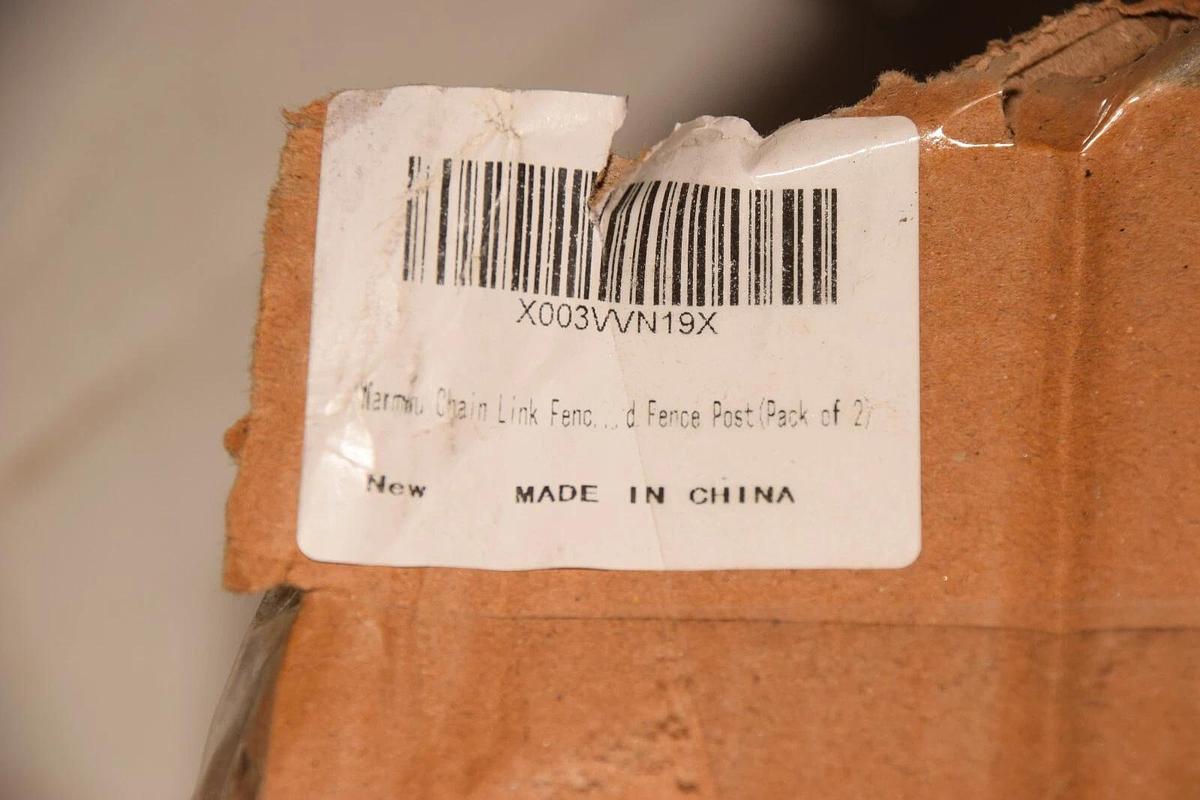 X003VVN19X
Chain Link Fenc...d Fence Post(Pack of 2)
New MADE IN CHINA